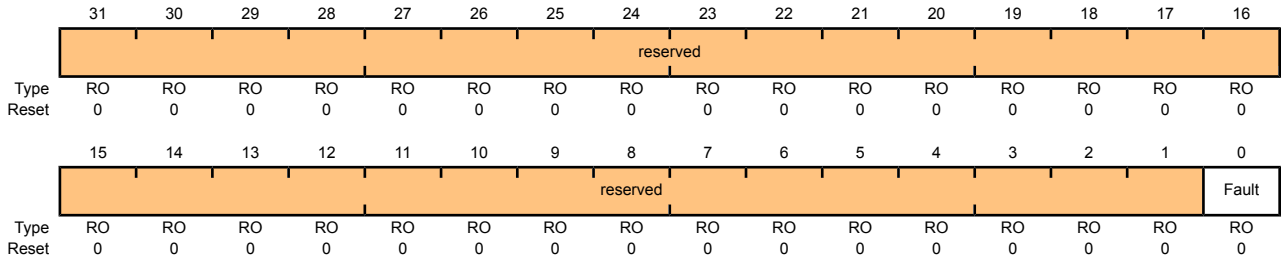 31 30 29 28 27 26 25 24 23 22 21 20 19 18 17 16
reserved
Type RO RO RO RO RO RO RO RO RO RO RO RO RO RO RO RO
Reset 0 0 0 0 0 0 0 0 0 0 0 0 0 0 0 0
15 14 13 12 11 10 9 8 7 6 5 4 3 2 1 0
reserved Fault
Type RO RO RO RO RO RO RO RO RO RO RO RO RO RO RO RO
Reset 0 0 0 0 0 0 0 0 0 0 0 0 0 0 0 0